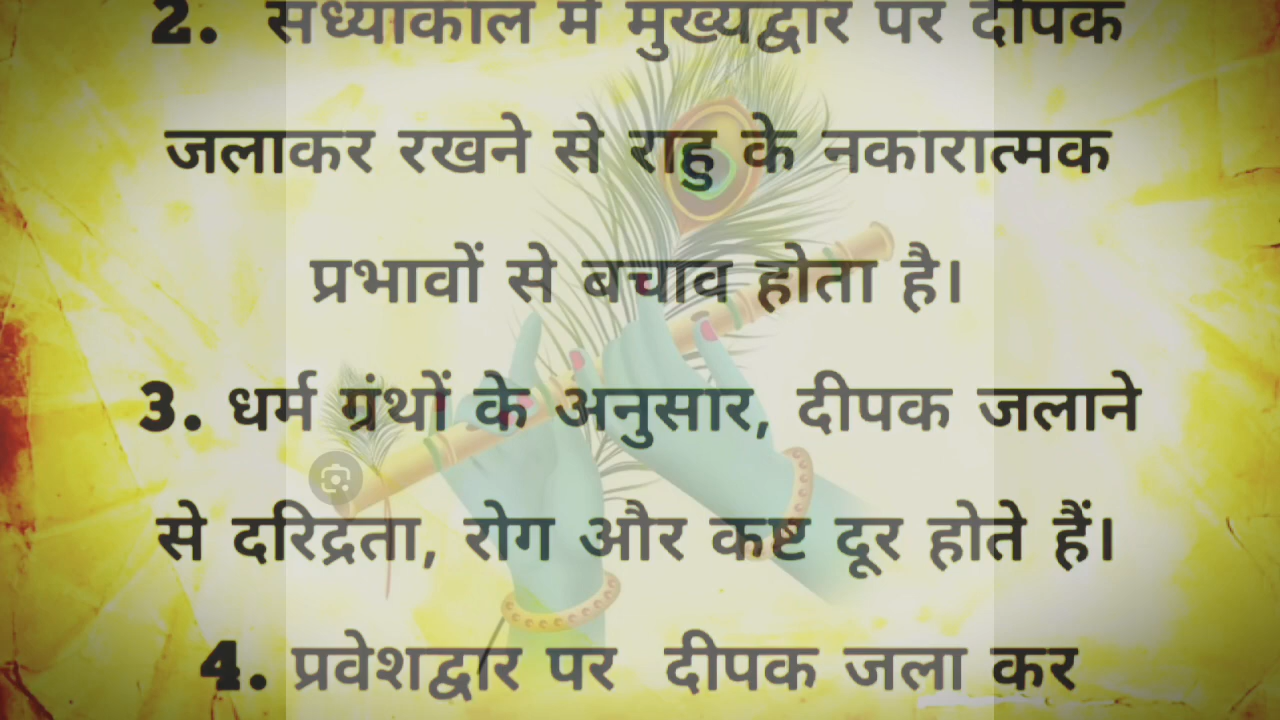 2. संध्याकाल में मुख्यद्वार पर दीपक
जलाकर रखने से राहु के नकारात्मक
प्रभावों से बचाव होता है।
3. धर्म ग्रंथों के अनुसार, दीपक जलाने
से दरिद्रता, रोग और कष्ट दूर होते हैं।
4. प्रवेशद्वार पर दीपक जला कर